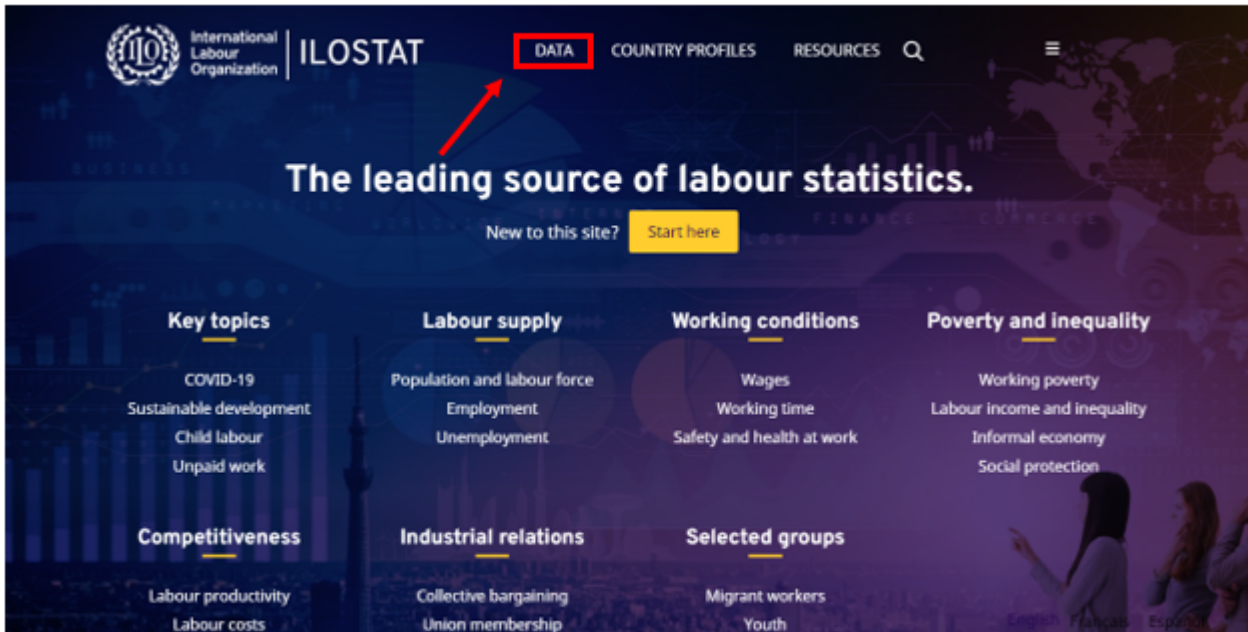 International
Labour
Organization
ILOSTAT
DATA
COUNTRY PROFILES
RESOURCES
The leading source of labour statistics.
New to this site?
Start here
Key topics
COVID-19
Sustainable development
Child labour
Unpaid work
Labour supply
Population and labour force
Employment
Unemployment
Working conditions
Wages
Working time
Safety and health at work
Poverty and inequality
Working poverty
Labour income and inequality
Informal economy
Social protection
Competitiveness
Labour productivity
Labour costs
Industrial relations
Collective bargaining
Union membership
Selected groups
Migrant workers
Youth
English Français Español